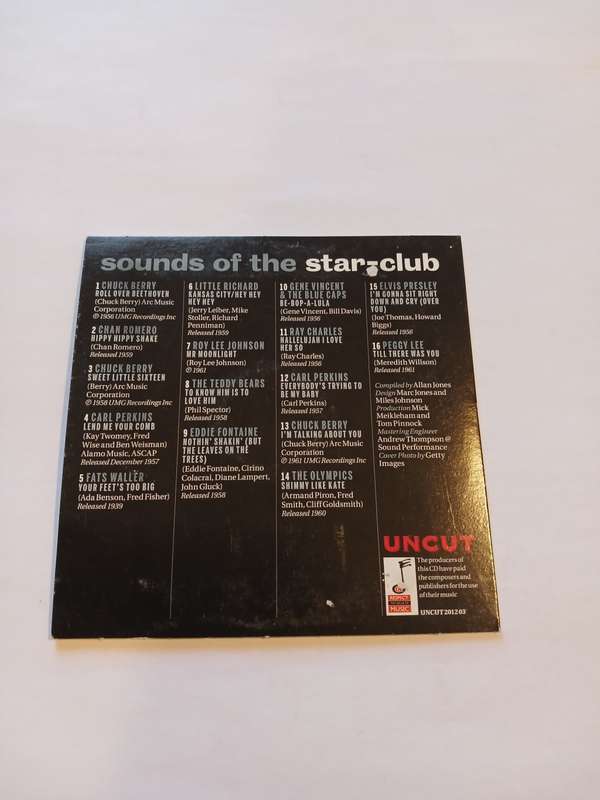 sounds of the star-club
1 CHUCK BERRY
ROLL OVER BEETHOVEN
(Chuck Berry) Arc Music
Corporation
℗ 1956 UMG Recordings Inc
2 CHAN ROMERO
HIPPY HIPPY SHAKE
(Chan Romero)
Released 1959
3 CHUCK BERRY
SWEET LITTLE SIXTEEN
(Berry) Arc Music
Corporation
℗ 1958 UMG Recordings Inc
4 CARL PERKINS
LEND ME YOUR COMB
(Kay Twomey, Fred
Wise and Ben Weisman)
Alamo Music, ASCAP
Released December 1957
5 FATS WALLER
YOUR FEET'S TOO BIG
(Ada Benson, Fred Fisher)
Released 1939
6 LITTLE RICHARD
KANSAS CITY/HEY HEY
HEY HEY
(Jerry Leiber, Mike
Stoller, Richard
Penniman)
Released 1959
7 ROY LEE JOHNSON
MR MOONLIGHT
(Roy Lee Johnson)
℗ 1961
8 THE TEDDY BEARS
TO KNOW HIM IS TO
LOVE HIM
(Phil Spector)
Released 1958
9 EDDIE FONTAINE
NOTHIN' SHAKIN' (BUT
THE LEAVES ON THE
TREES)
(Eddie Fontaine, Cirino
Colacrai, Diane Lampert,
John Gluck)
Released 1958
10 GENE VINCENT
& THE BLUE CAPS
BE-BOP-A-LULA
(Gene Vincent, Bill Davis)
Released 1956
11 RAY CHARLES
HALLELUJAH I LOVE
HER SO
(Ray Charles)
Released 1956
12 CARL PERKINS
EVERYBODY'S TRYING TO
BE MY BABY
(Carl Perkins)
Released 1957
13 CHUCK BERRY
I'M TALKING ABOUT YOU
(Chuck Berry) Arc Music
Corporation
℗ 1961 UMG Recordings Inc
14 THE OLYMPICS
SHIMMY LIKE KATE
(Armand Piron, Fred
Smith, Cliff Goldsmith)
Released 1960
15 ELVIS PRESLEY
I'M GONNA SIT RIGHT
DOWN AND CRY (OVER
YOU)
(Joe Thomas, Howard
Biggs)
Released 1956
16 PEGGY LEE
TILL THERE WAS YOU
(Meredith Willson)
Released 1961
Compiled by Allan Jones
Design Marc Jones and
Miles Johnson
Production Mick
Meikleham and Tom
Pinnock
Mastering Engineer
Andrew Thompson @
Sound Performance
Cover Photo by Getty
Images
UNCUT
The producers of
this CD have paid
the composers and
publishers for the use
of their music
MUSIC
UNCUT 2012 03